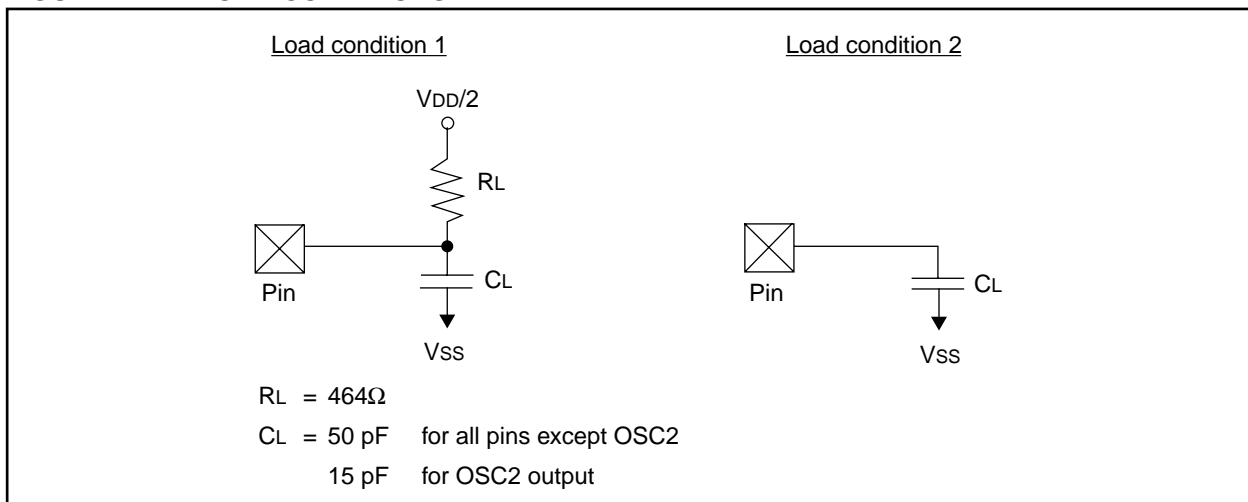 Load condition 1
Load condition 2
VDD/2
RL
Pin
CL
VSS
Pin
CL
VSS
RL = 464Ω
CL = 50 pF for all pins except OSC2
15 pF for OSC2 output